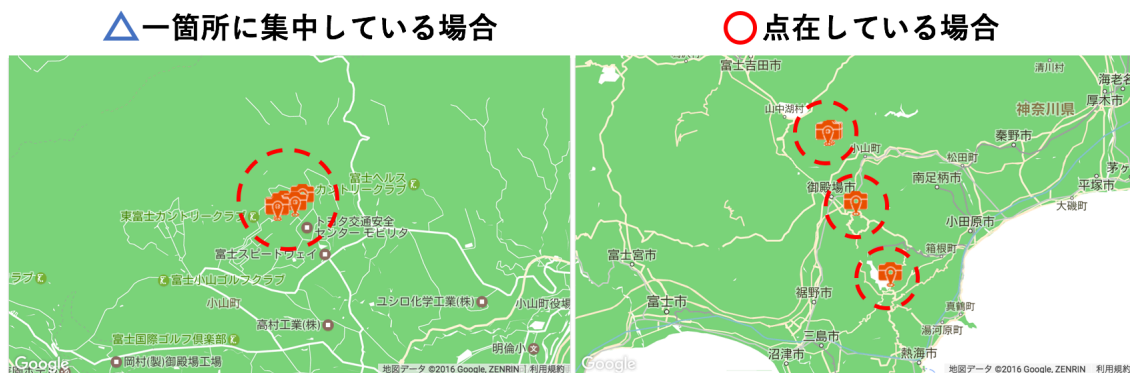 △一箇所に集中している場合
富士ヘルス
カントリークラブ
東富士カントリークラブ
トヨタ交通安全
センター モビリタ
富士スピードウェイ
ラブ
富士小山ゴルフクラブ
小山町
ユシロ化学工業(株)
小山町役場
高村工業(株)
富士国際ゴルフ倶楽部
岡村(製)御殿場工場
明倫小
Google
地図データ ©2016 Google, ZENRIN
利用規約
○点在している場合
富士吉田市
清川村
海老名
厚木市
山中湖村
神奈川県
秦野市
小山町
松田町
茅ヶ
御殿場市
南足柄市
平塚市
大磯町
小田原市
箱根町
富士宮市
裾野市
富士市
真鶴町
湯河原町
三島市
沼津市
熱海市
Google
地図データ ©2016 Google, ZENRIN
利用規約